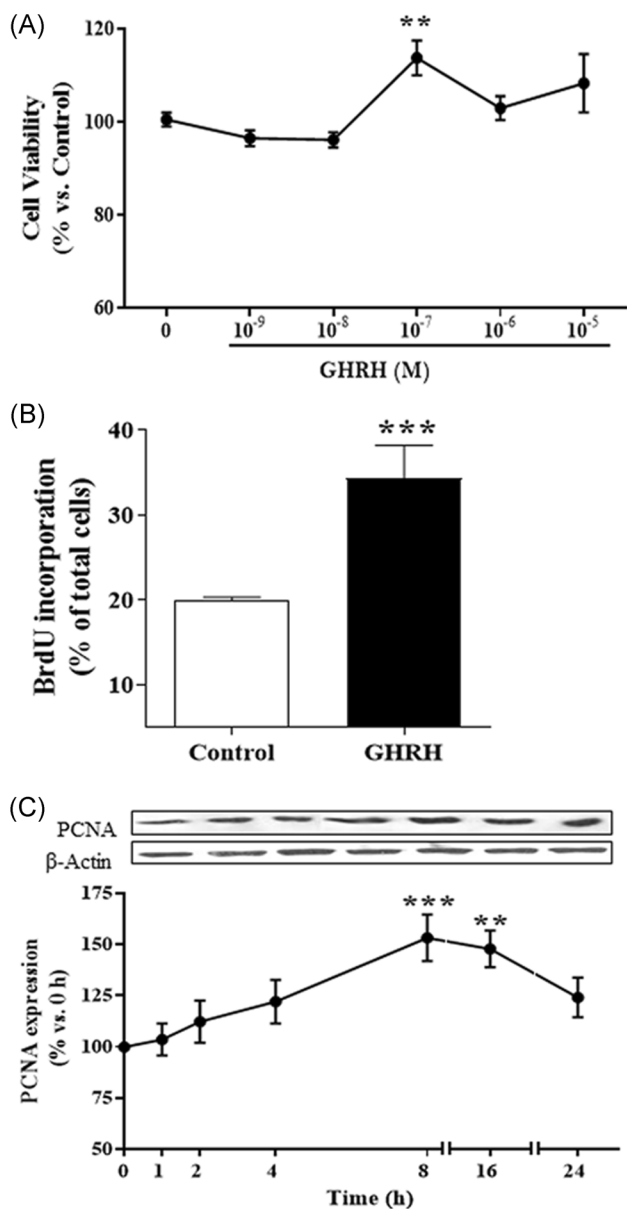 (A)
120
100
80
60
Cell Viability
(% vs. Control)
**
0 10⁻⁹ 10⁻⁸ 10⁻⁷ 10⁻⁶ 10⁻⁵
GHRH (M)
(B)
40
30
20
10
BrdU incorporation
(% of total cells)
***
Control GHRH
(C)
PCNA
β-Actin
175
150
125
100
75
50
PCNA expression
(% vs. 0 h)
*** **
0 1 2 4 8 16 24
Time (h)